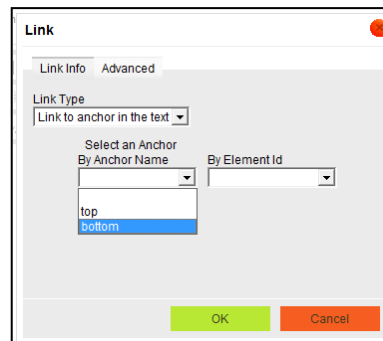 Link
Link Info Advanced
Link Type
Link to anchor in the text
Select an Anchor
By Anchor Name By Element Id
top
bottom
OK Cancel